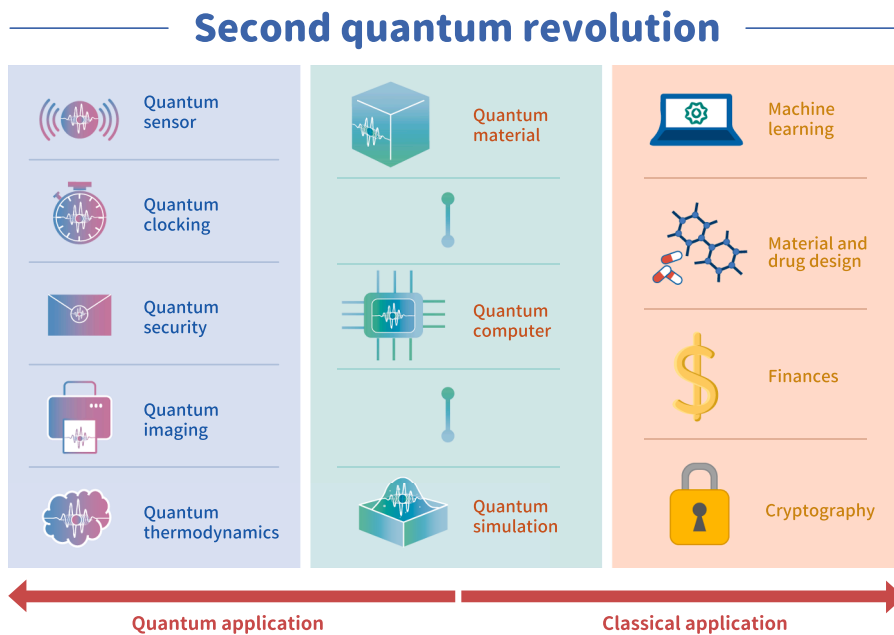 Second quantum revolution
Quantum
sensor
Quantum
clocking
Quantum
security
Quantum
imaging
Quantum
thermodynamics
Quantum
material
Quantum
computer
Quantum
simulation
Machine
learning
Material and
drug design
Finances
Cryptography
Quantum application
Classical application